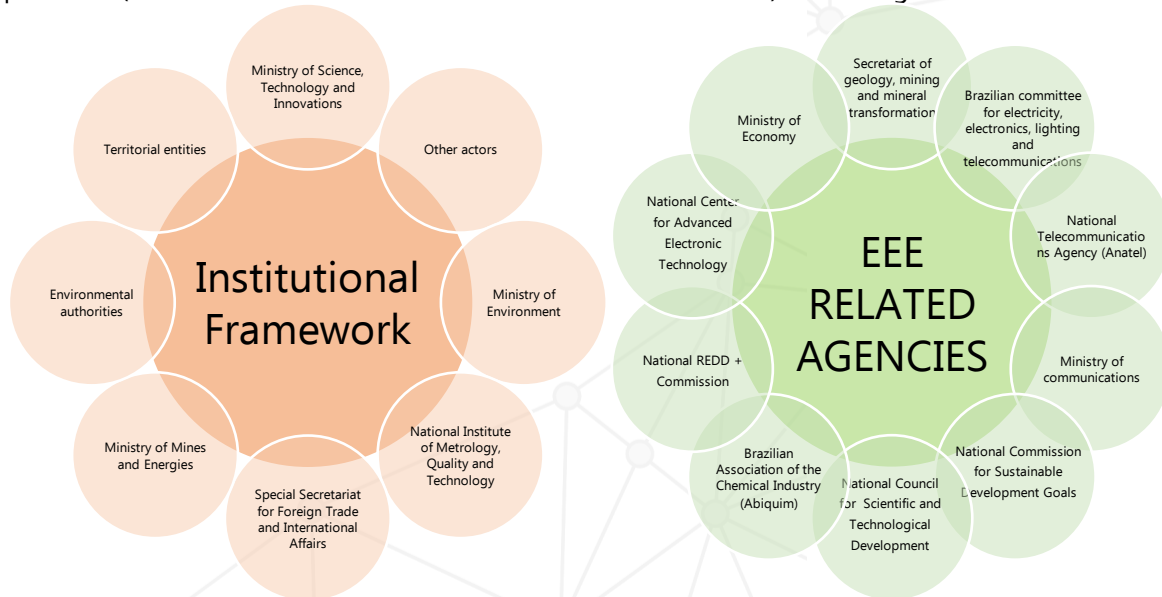 Ministry of Science,
Technology and
Innovations
Other actors
Ministry of
Environment
National Institute
of Metrology,
Quality and
Technology
Special Secretariat
for Foreign Trade
and International
Affairs
Ministry of Mines
and Energies
Environmental
authorities
Territorial entities
Institutional
Framework
Secretariat of
geology, mining
and mineral
transformation
Brazilian committee
for electricity,
electronics, lighting
and
telecommunications
National
Telecommunicatio
ns Agency (Anatel)
Ministry of
communications
National Commission
for Sustainable
Development Goals
National Council
for Scientific and
Technological
Development
Brazilian
Association of the
Chemical Industry
(Abiquim)
National REDD +
Commission
National Center
for Advanced
Electronic
Technology
Ministry of
Economy
EEE
RELATED
AGENCIES